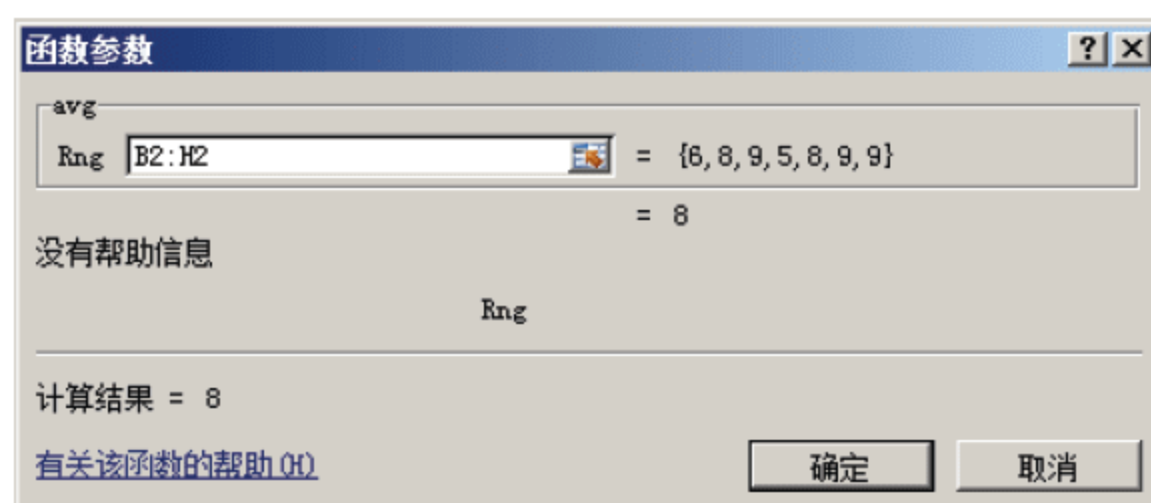 函数参数
avg
Rng B2:H2 = {6,8,9,5,8,9,9}
= 8
没有帮助信息
Rng
计算结果 = 8
有关该函数的帮助(H)
确定 取消